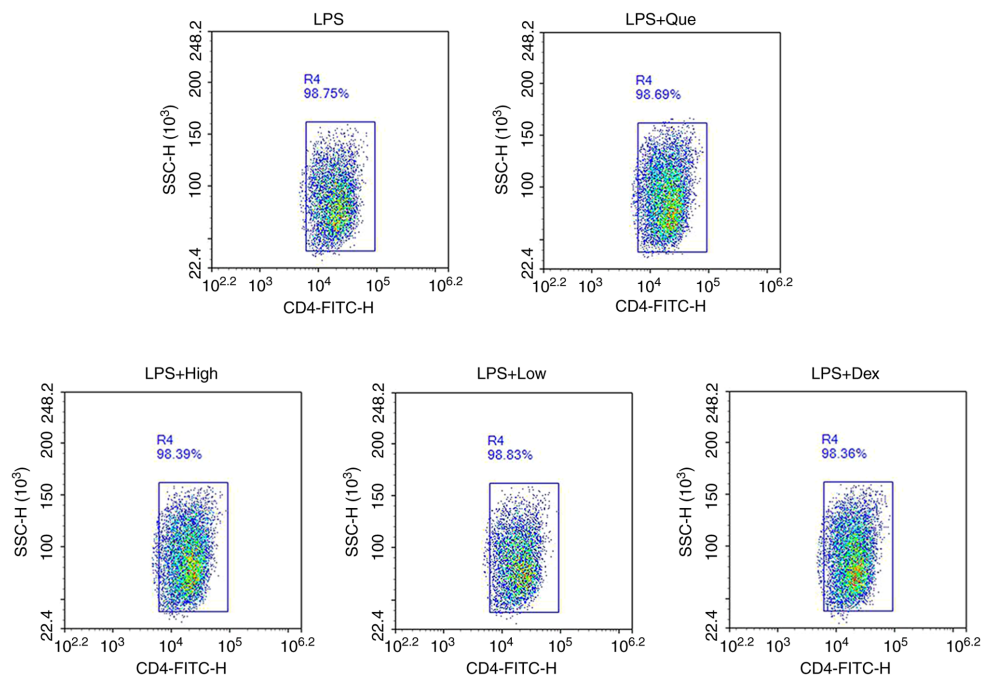 LPS
248.2
200
150
100
22.4
SSC-H (10³)
R4
98.75%
10^2.2 10³ 10⁴ 10⁵ 10^6.2
CD4-FITC-H
LPS+Que
248.2
200
150
100
22.4
SSC-H (10³)
R4
98.69%
10^2.2 10³ 10⁴ 10⁵ 10^6.2
CD4-FITC-H
LPS+High
248.2
200
150
100
22.4
SSC-H (10³)
R4
98.39%
10^2.2 10³ 10⁴ 10⁵ 10^6.2
CD4-FITC-H
LPS+Low
248.2
200
150
100
22.4
SSC-H (10³)
R4
98.83%
10^2.2 10³ 10⁴ 10⁵ 10^6.2
CD4-FITC-H
LPS+Dex
248.2
200
150
100
22.4
SSC-H (10³)
R4
98.36%
10^2.2 10³ 10⁴ 10⁵ 10^6.2
CD4-FITC-H